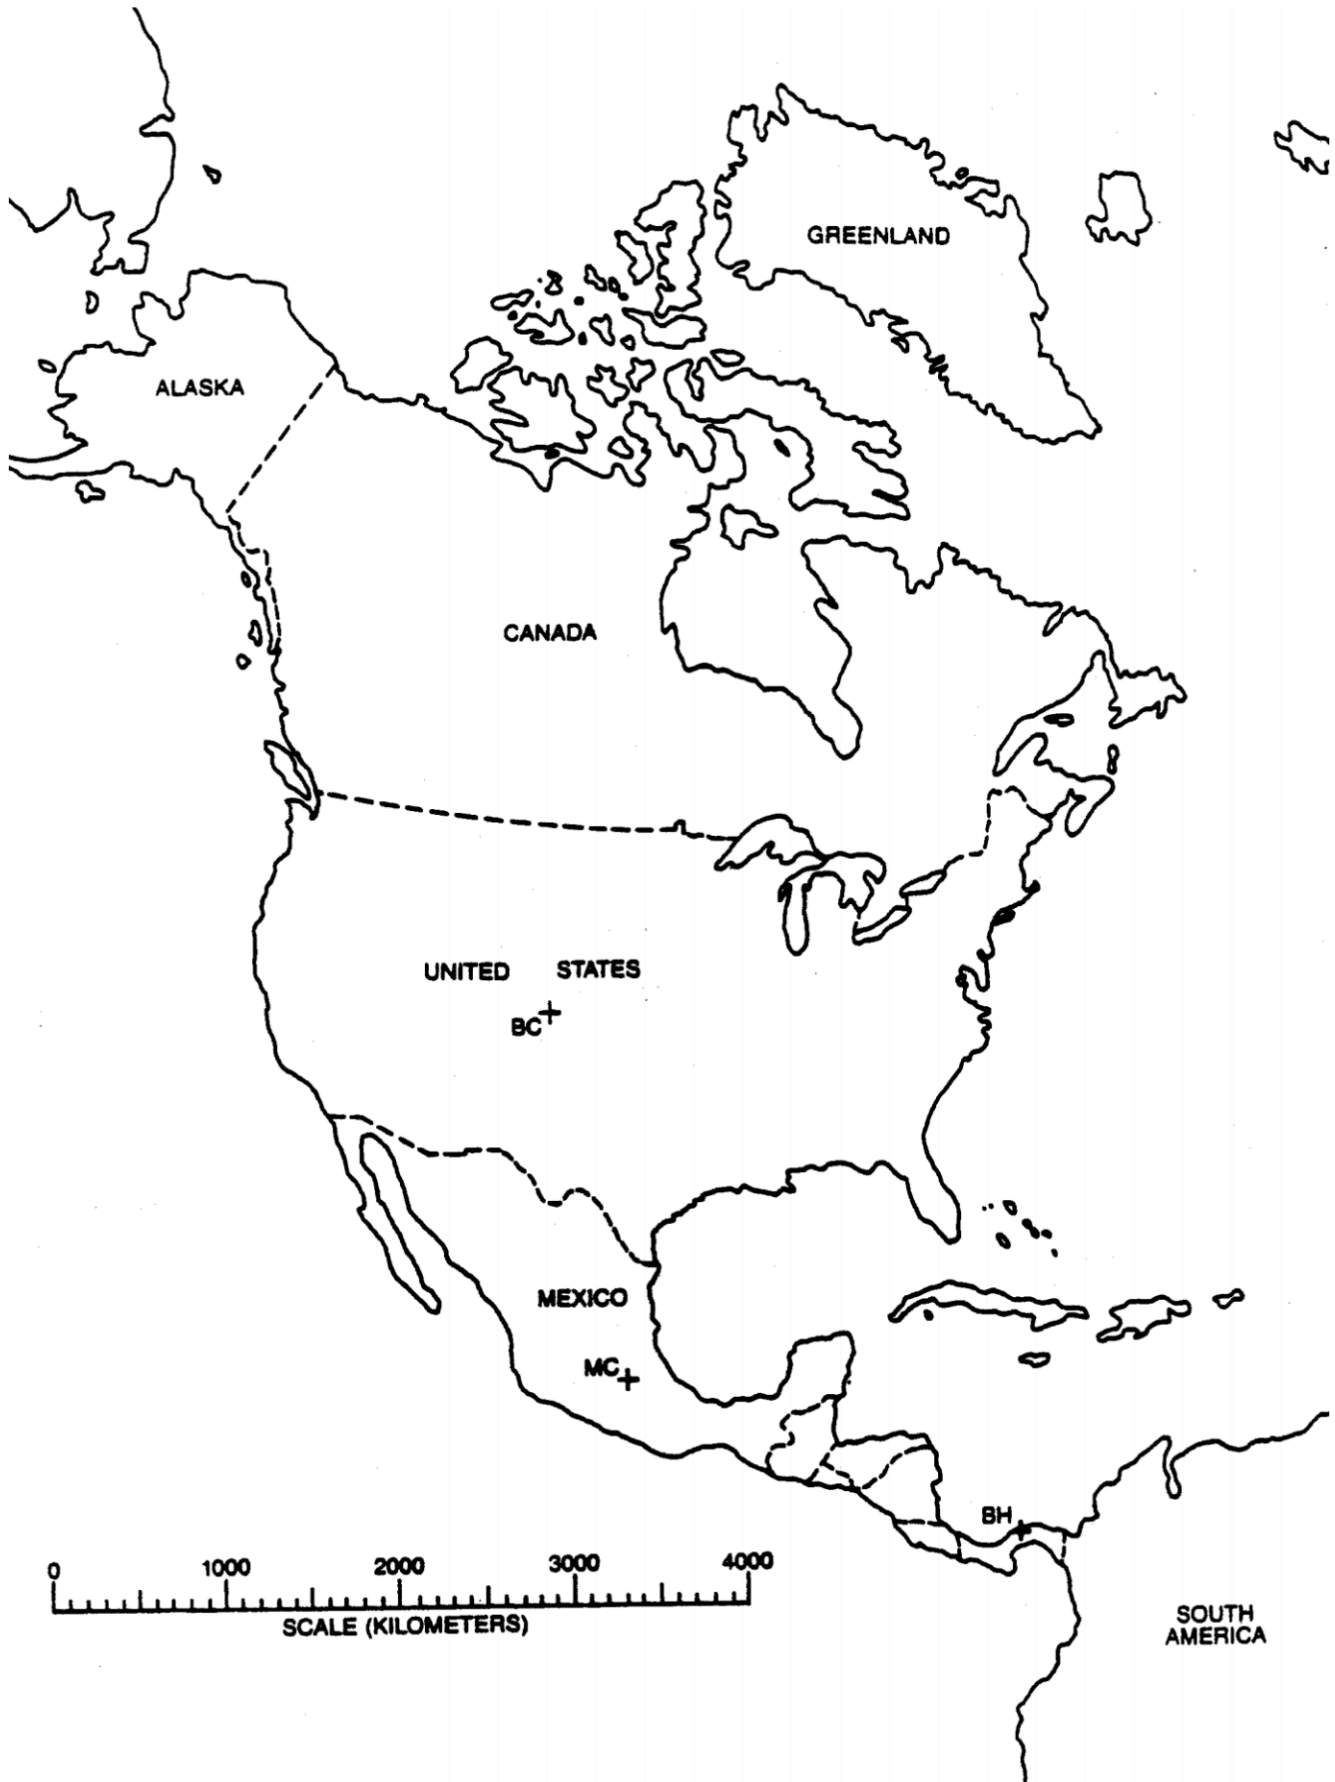 GREENLAND
ALASKA
CANADA
UNITED STATES
BC
MEXICO
MC
BH
0 1000 2000 3000 4000
SCALE (KILOMETERS)
SOUTH
AMERICA